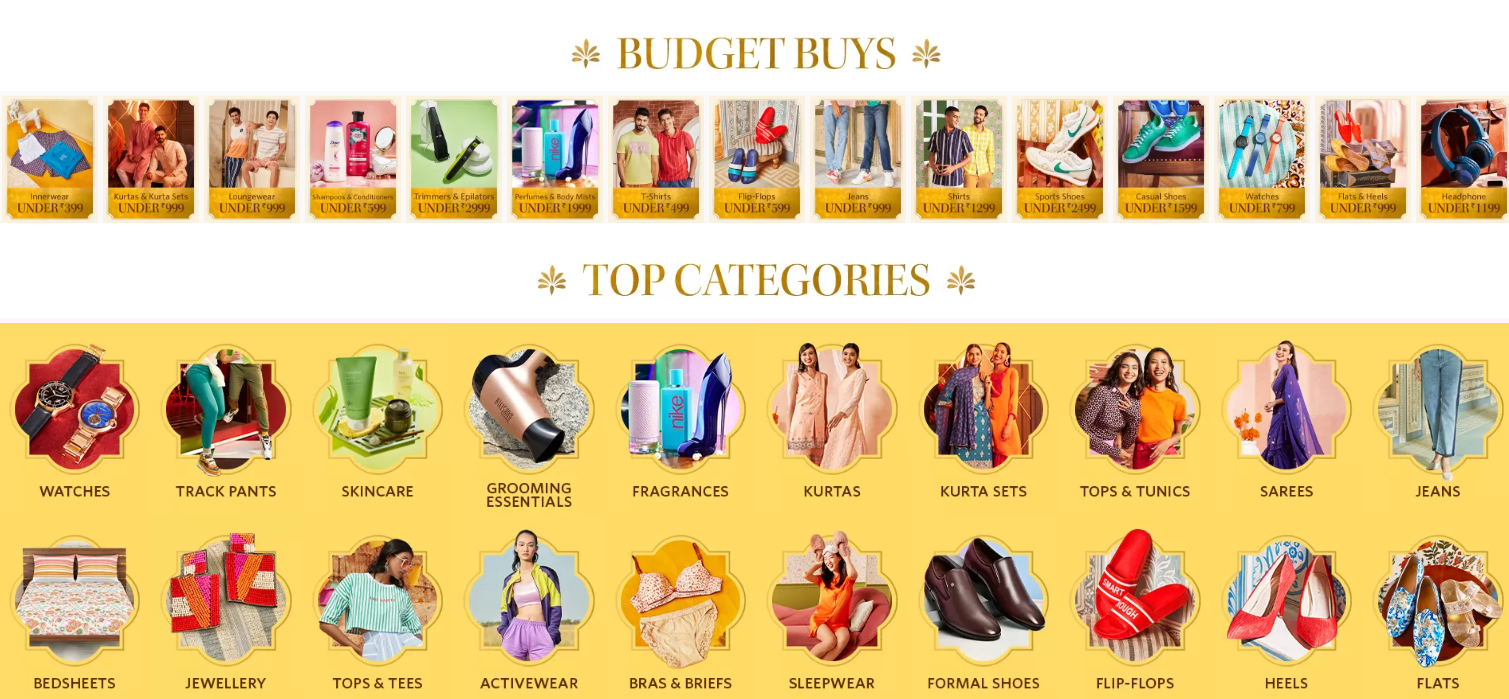 BUDGET BUYS
Innerwear
UNDER ₹399
Kurtas & Kurta Sets
UNDER ₹999
Loungewear
UNDER ₹999
Shampoos & Conditioners
UNDER ₹599
Trimmers & Epilators
UNDER ₹2999
nike
Perfumes & Body Mists
UNDER ₹1999
T-Shirts
UNDER ₹499
Flip-Flops
UNDER ₹599
Jeans
UNDER ₹999
Shirts
UNDER ₹1299
Sports Shoes
UNDER ₹2499
Casual Shoes
UNDER ₹1599
Watches
UNDER ₹799
Flats & Heels
UNDER ₹999
Headphone
UNDER ₹1199
TOP CATEGORIES
WATCHES
TRACK PANTS
SKINCARE
GROOMING
ESSENTIALS
nike
FRAGRANCES
KURTAS
KURTA SETS
TOPS & TUNICS
SAREES
JEANS
BEDSHEETS
JEWELLERY
TOPS & TEES
ACTIVEWEAR
BRAS & BRIEFS
SLEEPWEAR
FORMAL SHOES
SMART
TOUGH
FLIP-FLOPS
HEELS
FLATS